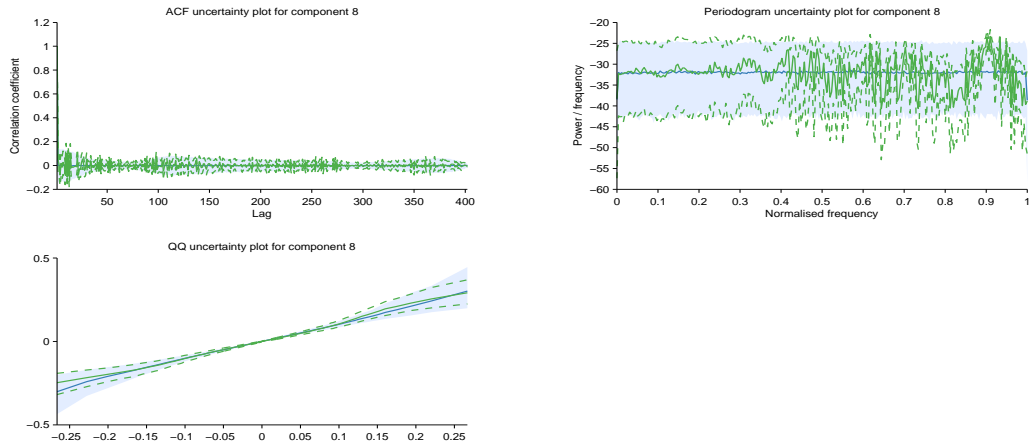 ACF uncertainty plot for component 8
Correlation coefficient
1.2
1
0.8
0.6
0.4
0.2
0
−0.2
50 100 150 200 250 300 350 400
Lag
Periodogram uncertainty plot for component 8
Power / frequency
−20
−25
−30
−35
−40
−45
−50
−55
−60
0 0.1 0.2 0.3 0.4 0.5 0.6 0.7 0.8 0.9 1
Normalised frequency
QQ uncertainty plot for component 8
0.5
0
−0.5
−0.25 −0.2 −0.15 −0.1 −0.05 0 0.05 0.1 0.15 0.2 0.25